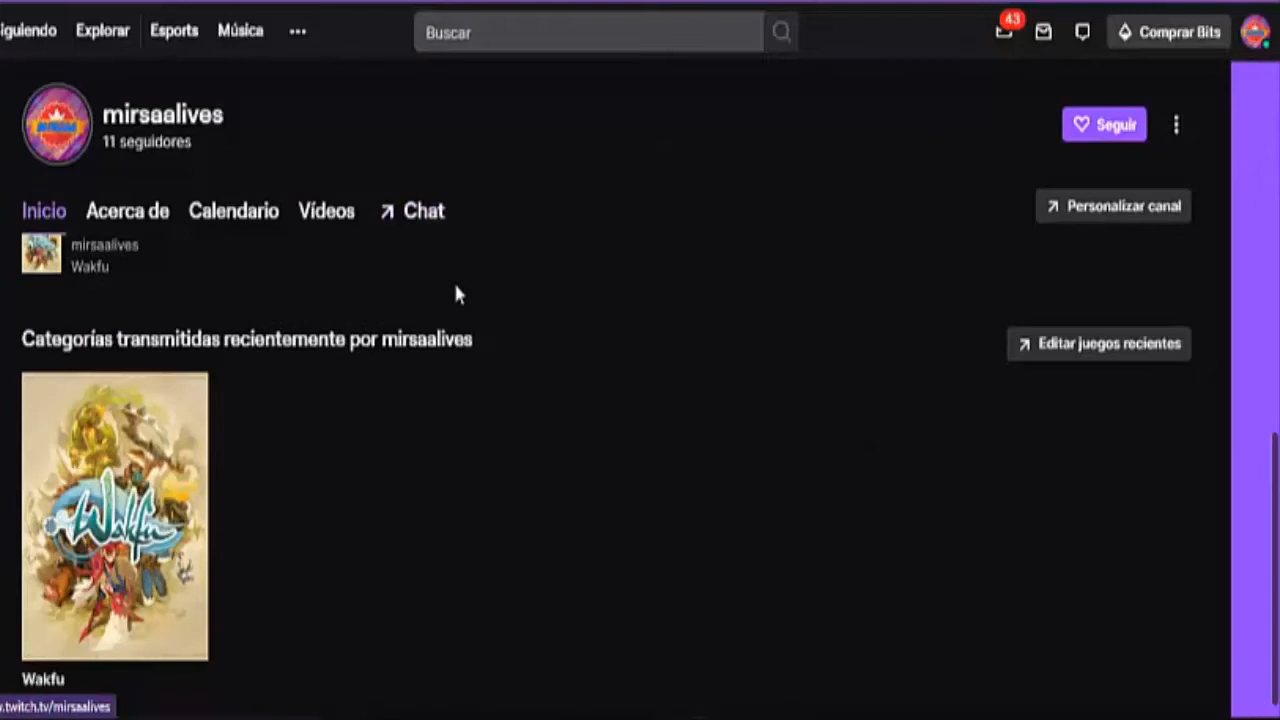 iguiendo Explorar Esports Música ••• Buscar 43 Comprar Bits
mirsaalives
11 seguidores
Seguir
Inicio Acerca de Calendario Vídeos Chat
Personalizar canal
mirsaalives
Wakfu
Categorías transmitidas recientemente por mirsaalives
Editar juegos recientes
Wakfu
Wakfu
.twitch.tv/mirsaalives